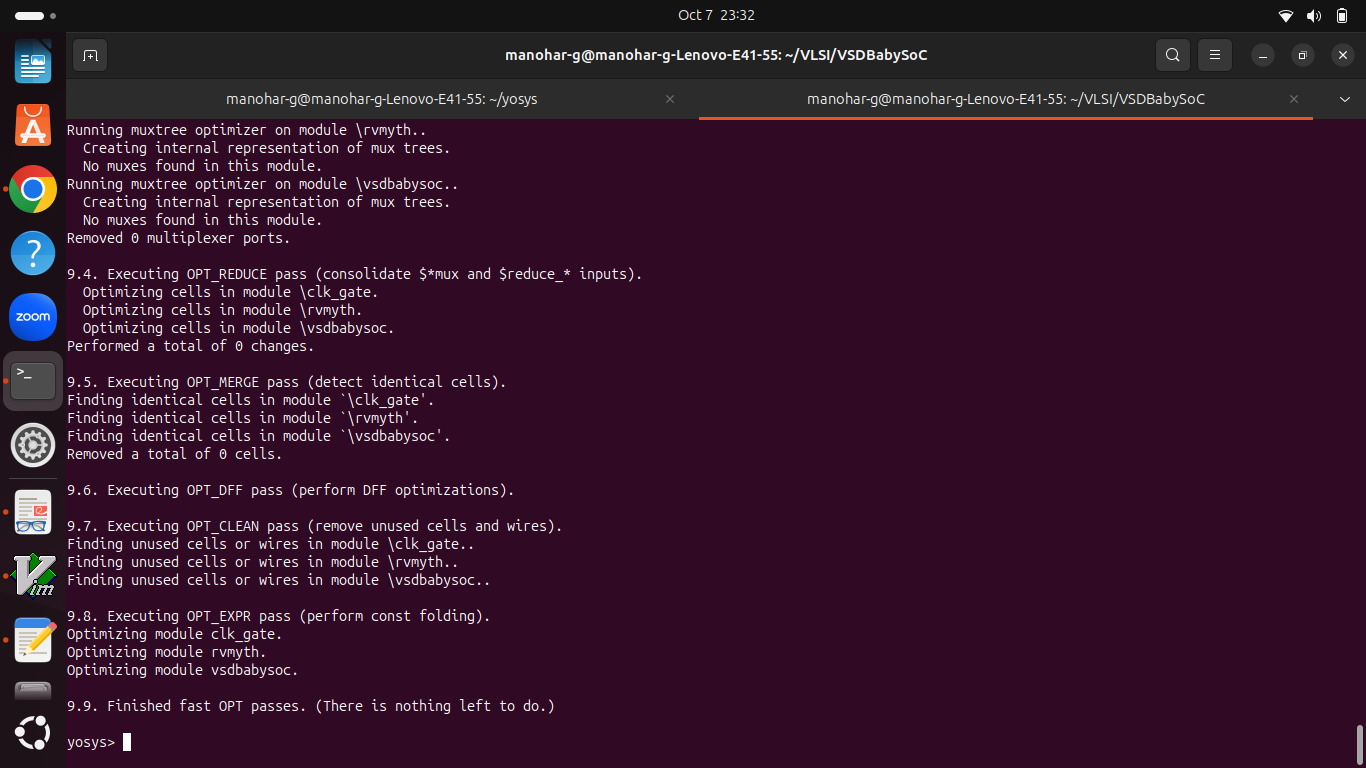 Oct 7 23:32
manohar-g@manohar-g-Lenovo-E41-55: ~/VLSI/VSDBabySoC
manohar-g@manohar-g-Lenovo-E41-55: ~/yosys
manohar-g@manohar-g-Lenovo-E41-55: ~/VLSI/VSDBabySoC
Running muxtree optimizer on module \rvmyth..
  Creating internal representation of mux trees.
  No muxes found in this module.
Running muxtree optimizer on module \vsdbabysoc..
  Creating internal representation of mux trees.
  No muxes found in this module.
Removed 0 multiplexer ports.
9.4. Executing OPT_REDUCE pass (consolidate $*mux and $reduce_* inputs).
  Optimizing cells in module \clk_gate.
  Optimizing cells in module \rvmyth.
  Optimizing cells in module \vsdbabysoc.
Performed a total of 0 changes.
9.5. Executing OPT_MERGE pass (detect identical cells).
Finding identical cells in module `\clk_gate'.
Finding identical cells in module `\rvmyth'.
Finding identical cells in module `\vsdbabysoc'.
Removed a total of 0 cells.
9.6. Executing OPT_DFF pass (perform DFF optimizations).
9.7. Executing OPT_CLEAN pass (remove unused cells and wires).
Finding unused cells or wires in module \clk_gate..
Finding unused cells or wires in module \rvmyth..
Finding unused cells or wires in module \vsdbabysoc..
9.8. Executing OPT_EXPR pass (perform const folding).
Optimizing module clk_gate.
Optimizing module rvmyth.
Optimizing module vsdbabysoc.
9.9. Finished fast OPT passes. (There is nothing left to do.)
yosys>
zoom
Vim